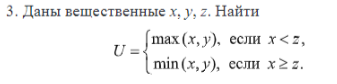 3. Даны вещественные x, y, z. Найти
U = { max (x, y), если x < z,
min (x, y), если x ≥ z.